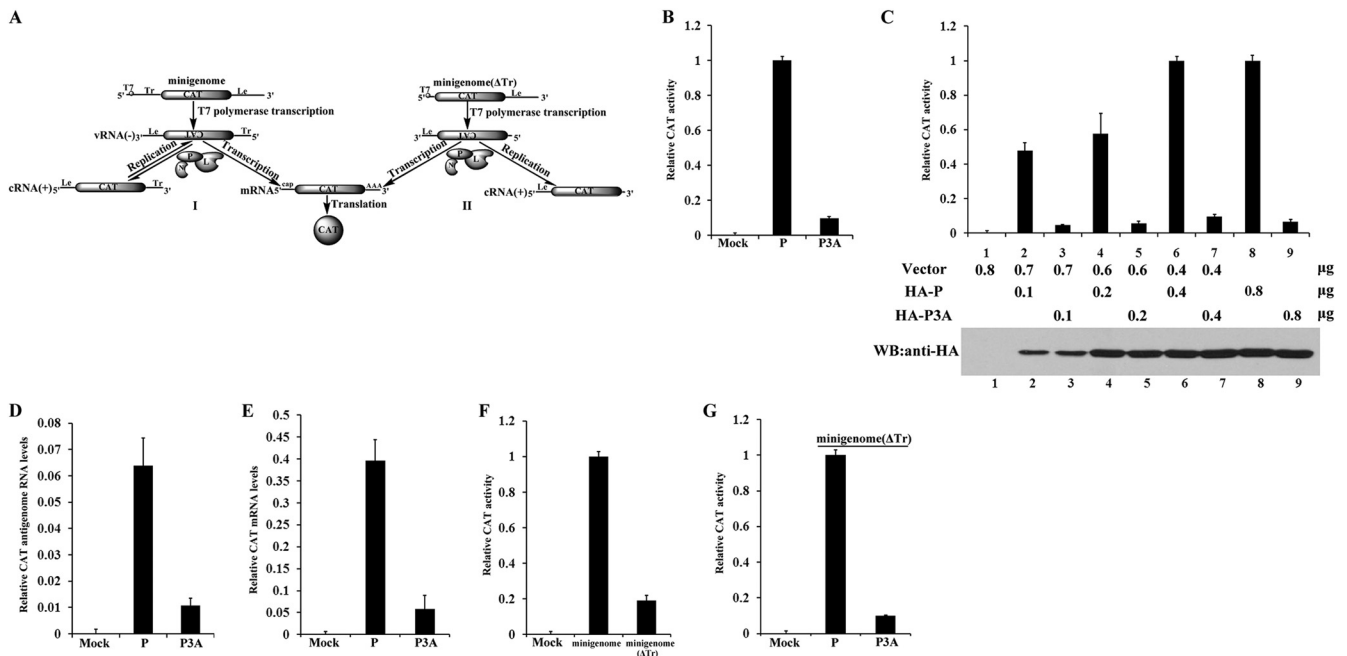 A
minigenome
T7
5'
Tr
CAT
Le
3'
T7 polymerase transcription
vRNA(-)3'
Le
CAT
Tr
5'
Replication
Transcription
N
P
L
cRNA(+)5'
Le
CAT
Tr
3'
I
minigenome(ΔTr)
T7
5'
CAT
Le
3'
T7 polymerase transcription
3'
Le
CAT
5'
Transcription
Replication
N
P
L
mRNA5'
cap
CAT
AAA
3'
Translation
CAT
II
cRNA(+)5'
Le
CAT
3'
B
Relative CAT activity
1.2
1
0.8
0.6
0.4
0.2
0
Mock P P3A
C
Relative CAT activity
1.2
1
0.8
0.6
0.4
0.2
0
1 2 3 4 5 6 7 8 9
Vector 0.8 0.7 0.7 0.6 0.6 0.4 0.4 μg
HA-P 0.1 0.2 0.4 0.8 μg
HA-P3A 0.1 0.2 0.4 0.8 μg
WB:anti-HA
1 2 3 4 5 6 7 8 9
D
Relative CAT antigenome RNA levels
0.08
0.07
0.06
0.05
0.04
0.03
0.02
0.01
0
Mock P P3A
E
Relative CAT mRNA levels
0.5
0.45
0.4
0.35
0.3
0.25
0.2
0.15
0.1
0.05
0
Mock P P3A
F
Relative CAT activity
1.2
1
0.8
0.6
0.4
0.2
0
Mock minigenome minigenome
(ΔTr)
G
minigenome(ΔTr)
Relative CAT activity
1.2
1
0.8
0.6
0.4
0.2
0
Mock P P3A